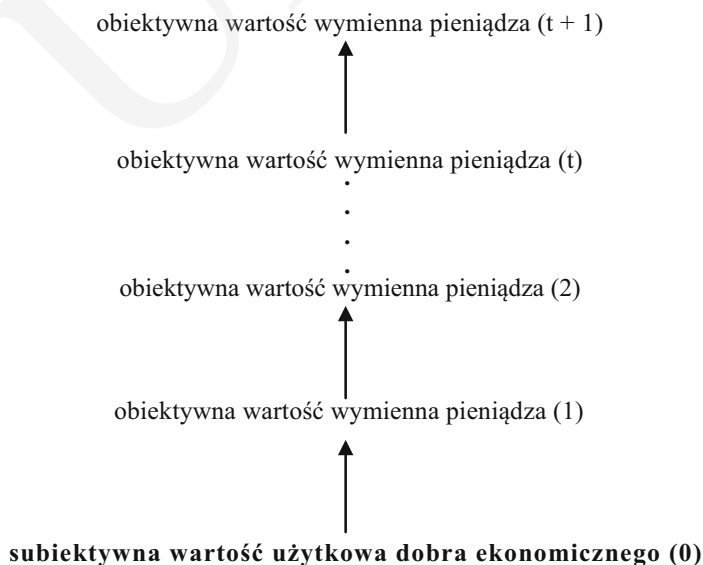 obiektywna wartość wymienna pieniądza (t + 1)
obiektywna wartość wymienna pieniądza (t)
obiektywna wartość wymienna pieniądza (2)
obiektywna wartość wymienna pieniądza (1)
subiektywna wartość użytkowa dobra ekonomicznego (0)